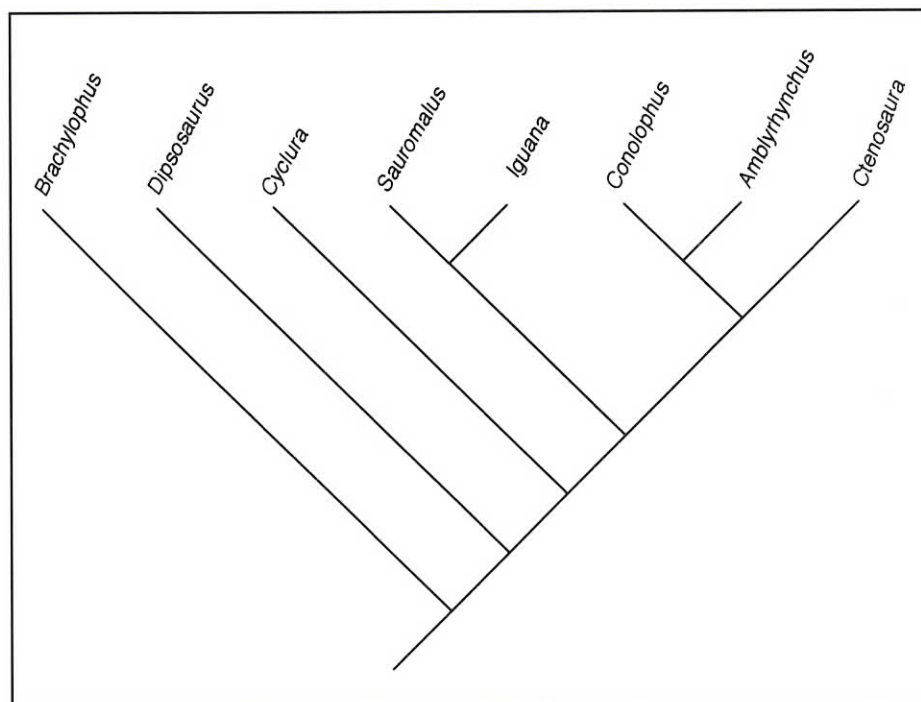 Brachylophus
Dipsosaurus
Cyclura
Sauromalus
Iguana
Conolophus
Amblyrhynchus
Ctenosaura